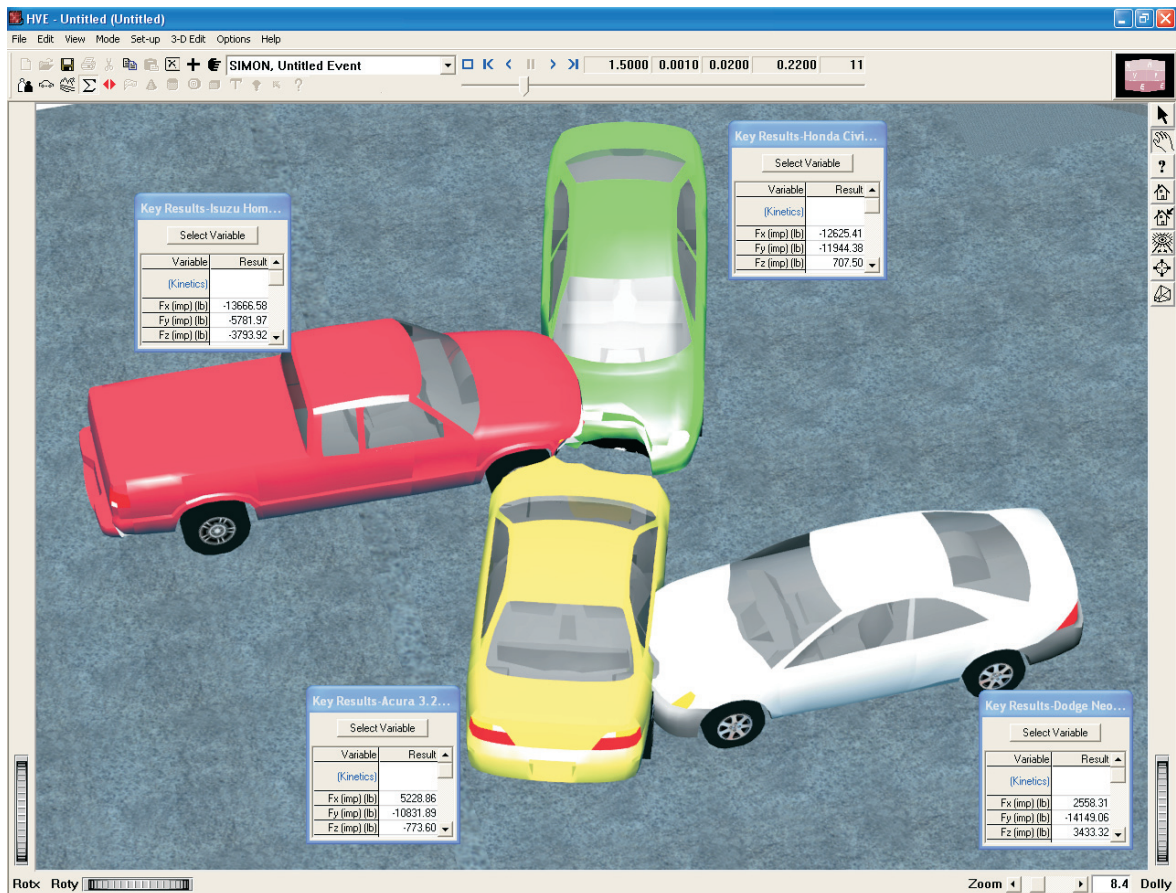 HVE - Untitled (Untitled)
File Edit View Mode Set-up 3-D Edit Options Help
SIMON, Untitled Event 1.5000 0.0010 0.0200 0.2200 11
Key Results-Honda Civi...
Select Variable
Variable Result
(Kinetics)
Fx (imp) (lb) -12625.41
Fy (imp) (lb) -11944.38
Fz (imp) (lb) 707.50
Key Results-Isuzu Hom...
Select Variable
Variable Result
(Kinetics)
Fx (imp) (lb) -13666.58
Fy (imp) (lb) -5781.97
Fz (imp) (lb) -3793.92
Key Results-Acura 3.2...
Select Variable
Variable Result
(Kinetics)
Fx (imp) (lb) 5228.86
Fy (imp) (lb) -10831.89
Fz (imp) (lb) -773.60
Key Results-Dodge Neo...
Select Variable
Variable Result
(Kinetics)
Fx (imp) (lb) 2558.31
Fy (imp) (lb) -14149.06
Fz (imp) (lb) 3433.32
Rotx Roty Zoom 8.4 Dolly